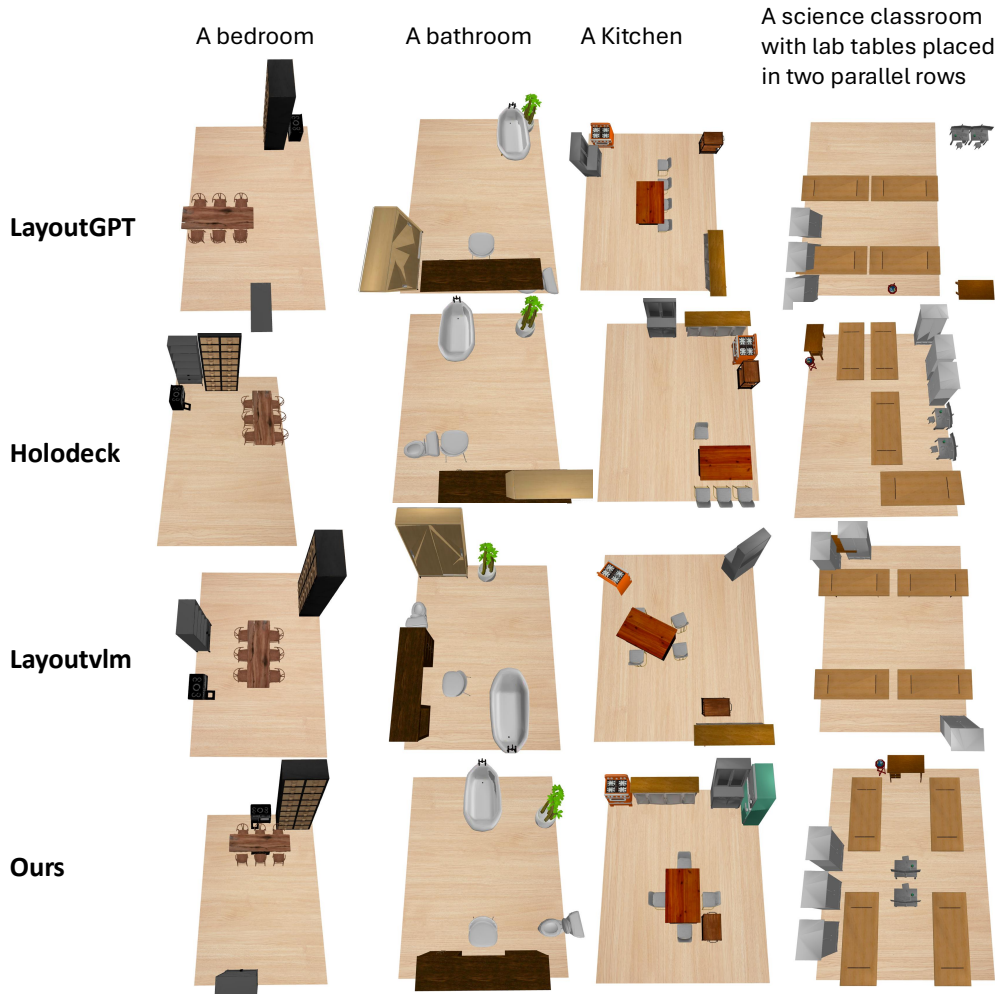 A bedroom
A bathroom
A Kitchen
A science classroom
with lab tables placed
in two parallel rows
LayoutGPT
Holodeck
Layoutvlm
Ours